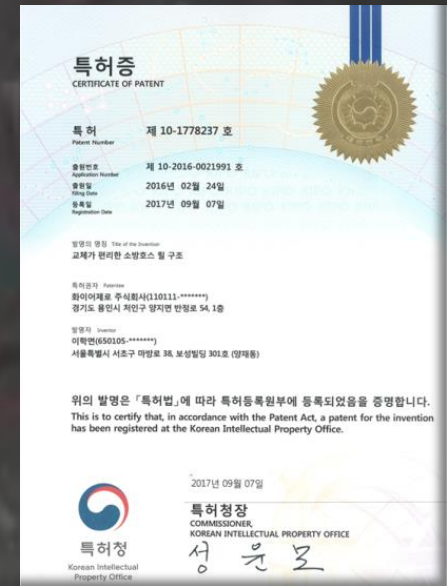 특허증
CERTIFICATE OF PATENT
특 허 제 10-1778237 호
Patent Number
출원번호 제 10-2016-0021991 호
Application Number
출원일 2016년 02월 24일
Filing Date
등록일 2017년 09월 07일
Registration Date
발명의 명칭 Title of the Invention
교체가 편리한 소방호스 릴 구조
특허권자 Patentee
화이어제로 주식회사(110111-*******)
경기도 용인시 처인구 양지면 반정로 54, 1층
발명자 Inventor
이학연(650105-*******)
서울특별시 서초구 마방로 38, 보성빌딩 301호 (양재동)
위의 발명은 「특허법」에 따라 특허등록원부에 등록되었음을 증명합니다.
This is to certify that, in accordance with the Patent Act, a patent for the invention
has been registered at the Korean Intellectual Property Office.
2017년 09월 07일
특허청장
COMMISSIONER,
KOREAN INTELLECTUAL PROPERTY OFFICE
성 윤 모
특허청
Korean Intellectual
Property Office